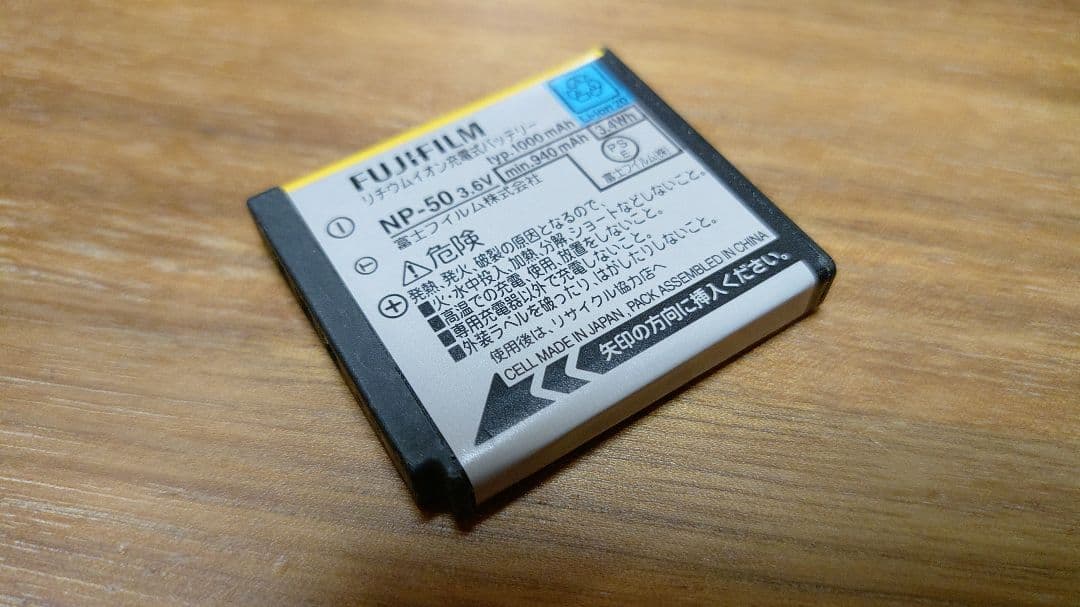 FUJIFILM
リチウムイオン充電式バッテリー
NP-50 3.6V
typ.1000 mAh
min.940 mAh
3.4Wh
Li-ion 20
PSE
富士フイルム(株)
富士フイルム株式会社
⚠危険
発熱、発火、破裂の原因となるので、
■火・水中投入、加熱、分解、ショートなどしないこと。
■高温での充電、使用、放置をしないこと。
■専用充電器以外で充電しないこと。
■外装ラベルを破ったり、はがしたりしないこと。
使用後は、リサイクル協力店へ
CELL MADE IN JAPAN , PACK ASSEMBLED IN CHINA
矢印の方向に挿入ください。
− T +